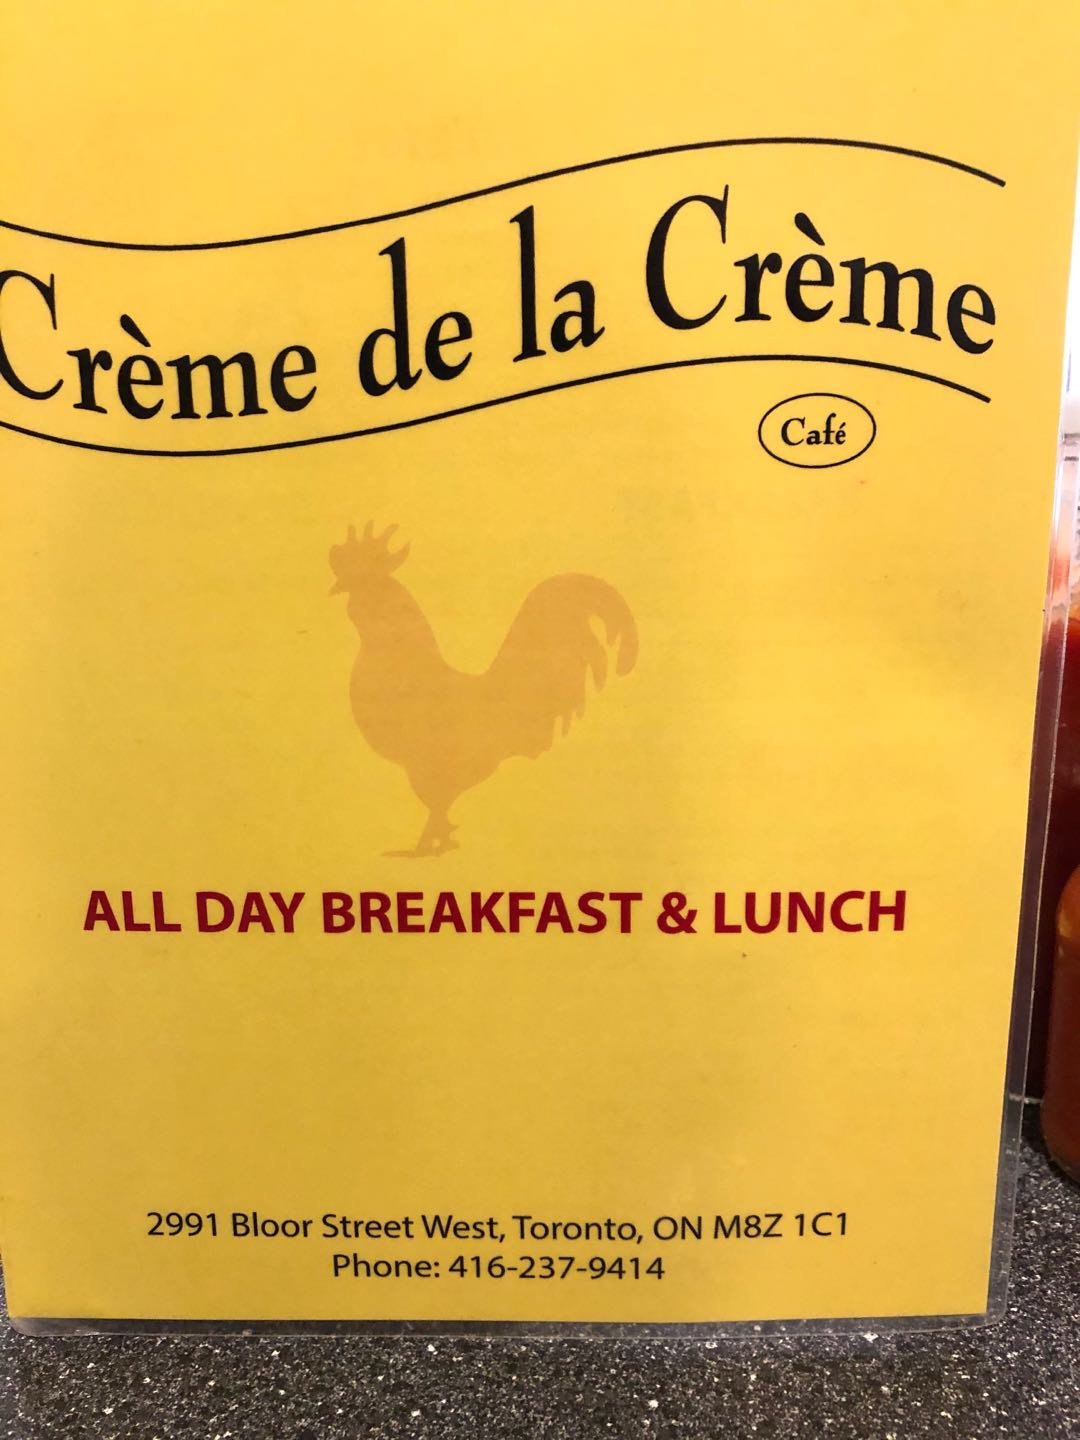 Crème de la Crème
Café
ALL DAY BREAKFAST & LUNCH
2991 Bloor Street West, Toronto, ON M8Z 1C1
Phone: 416-237-9414